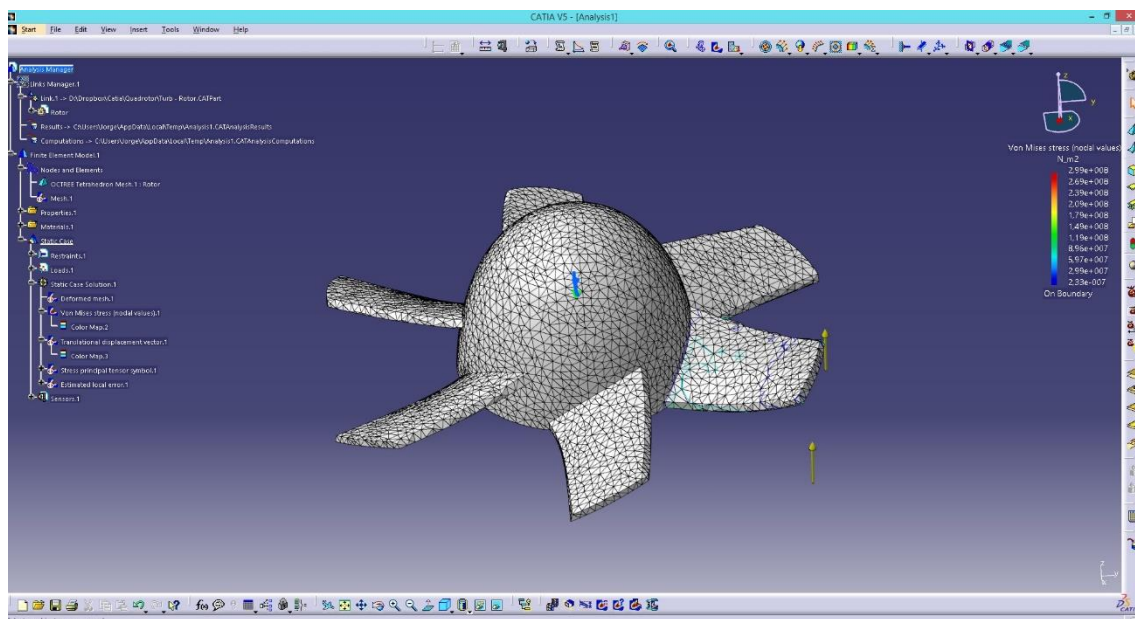 CATIA V5 - [Analysis1]
Start File Edit View Insert Tools Window Help
Analysis Manager
Links Manager.1
Link.1 -> D:\Dropbox\Catia\Quadrotor\Turb - Rotor.CATPart
Rotor
Results -> C:\Users\Jorge\AppData\Local\Temp\Analysis1.CATAnalysisResults
Computations -> C:\Users\Jorge\AppData\Local\Temp\Analysis1.CATAnalysisComputations
Finite Element Model.1
Nodes and Elements
OCTREE Tetrahedron Mesh.1 : Rotor
Mesh.1
Properties.1
Materials.1
Static Case
Restraints.1
Loads.1
Static Case Solution.1
Deformed mesh.1
Von Mises stress (nodal values).1
Color Map.2
Translational displacement vector.1
Color Map.3
Stress principal tensor symbol.1
Estimated local error.1
Sensors.1
z
y
x
Von Mises stress (nodal values)
N_m2
2.99e+008
2.69e+008
2.39e+008
2.09e+008
1.79e+008
1.49e+008
1.19e+008
8.96e+007
5.97e+007
2.99e+007
2.33e-007
On Boundary
f(x)
CATIA